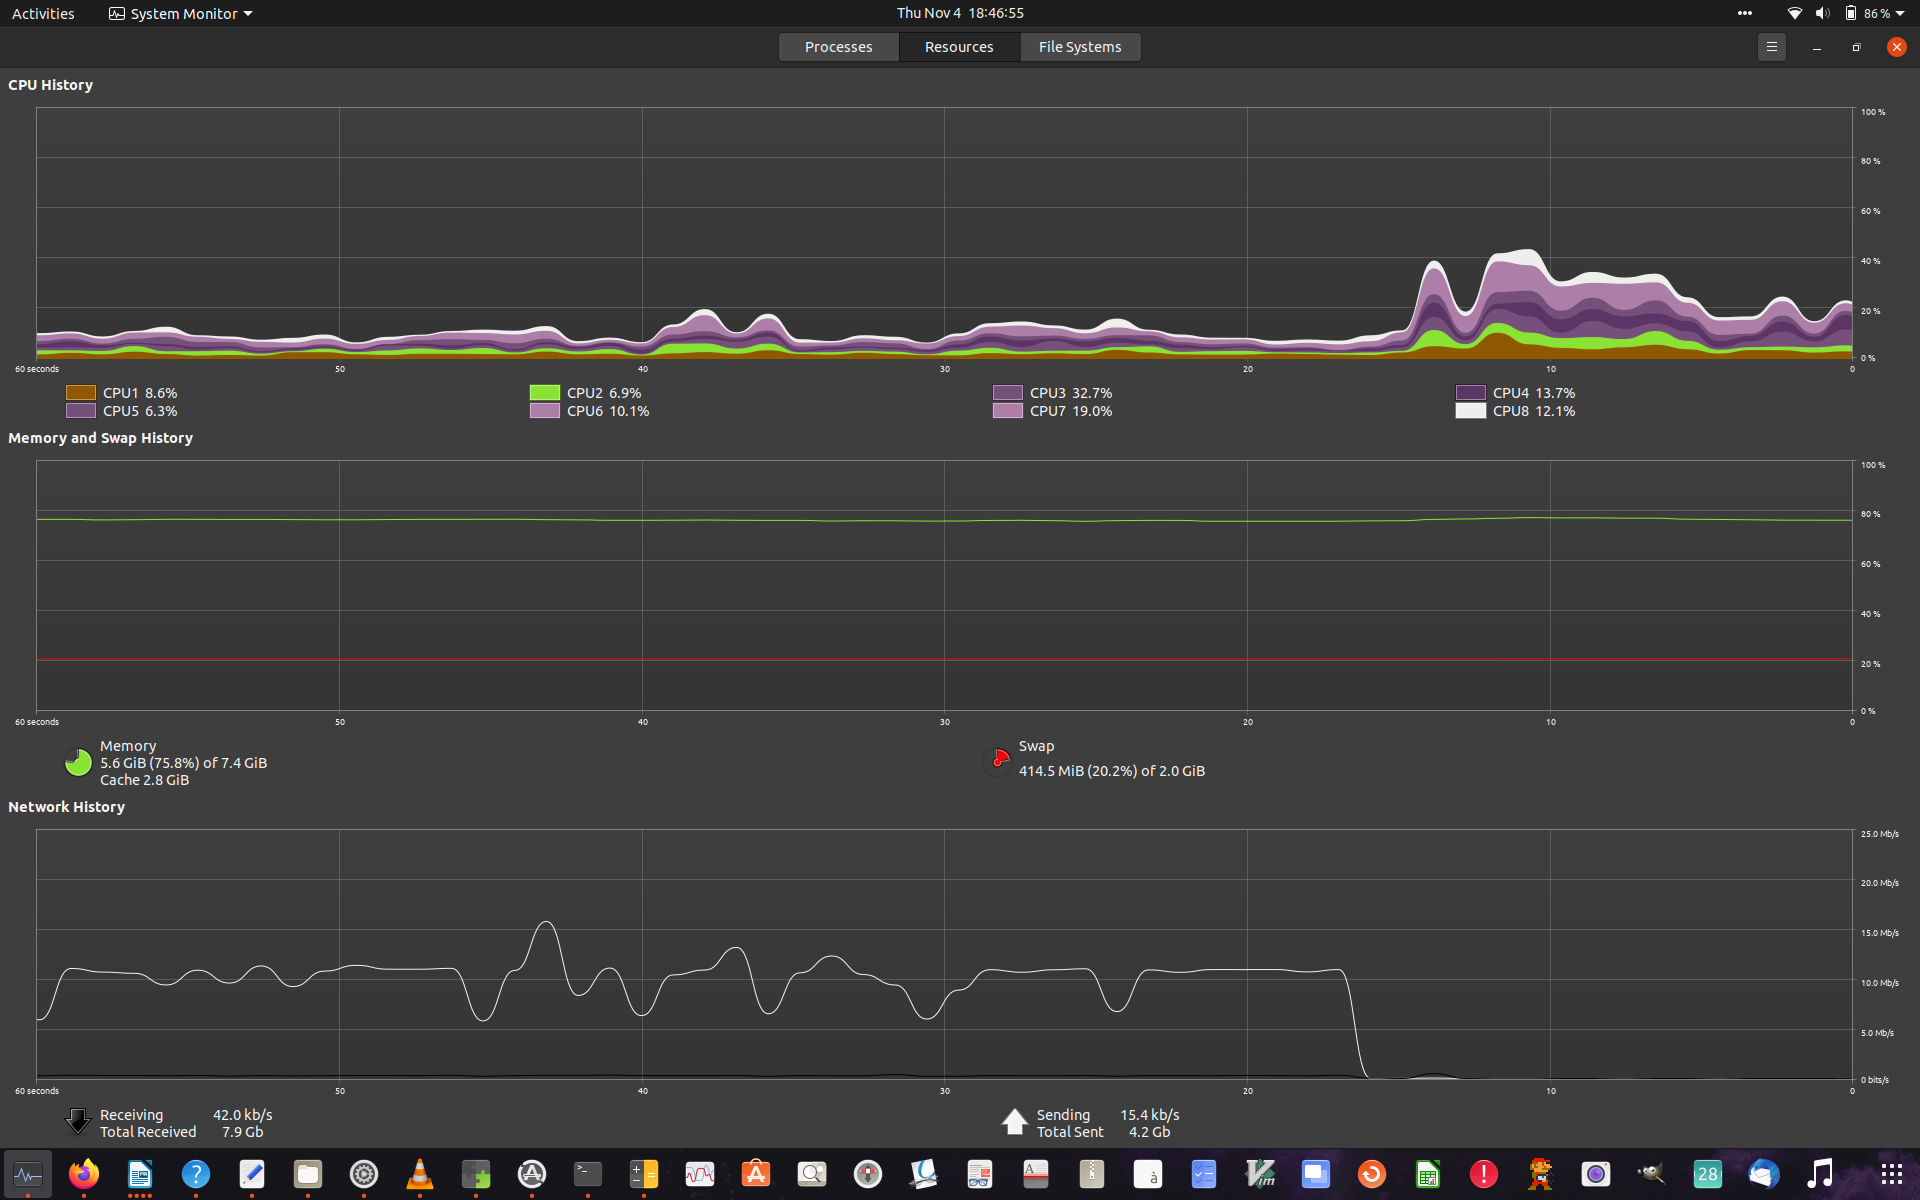 Activities System Monitor Thu Nov 4 18:46:55 86 %
Processes Resources File Systems
CPU History
100 %
80 %
60 %
40 %
20 %
0 %
60 seconds 50 40 30 20 10 0
CPU1 8.6% CPU2 6.9% CPU3 32.7% CPU4 13.7%
CPU5 6.3% CPU6 10.1% CPU7 19.0% CPU8 12.1%
Memory and Swap History
100 %
80 %
60 %
40 %
20 %
0 %
60 seconds 50 40 30 20 10 0
Memory
5.6 GiB (75.8%) of 7.4 GiB
Cache 2.8 GiB
Swap
414.5 MiB (20.2%) of 2.0 GiB
Network History
25.0 Mb/s
20.0 Mb/s
15.0 Mb/s
10.0 Mb/s
5.0 Mb/s
0 bits/s
60 seconds 50 40 30 20 10 0
Receiving 42.0 kb/s
Total Received 7.9 Gb
Sending 15.4 kb/s
Total Sent 4.2 Gb
? >_ A à Vim ! 28